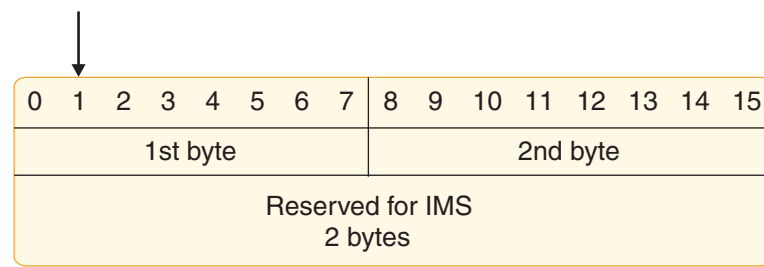 0 1 2 3 4 5 6 7 8 9 10 11 12 13 14 15
1st byte 2nd byte
Reserved for IMS
2 bytes